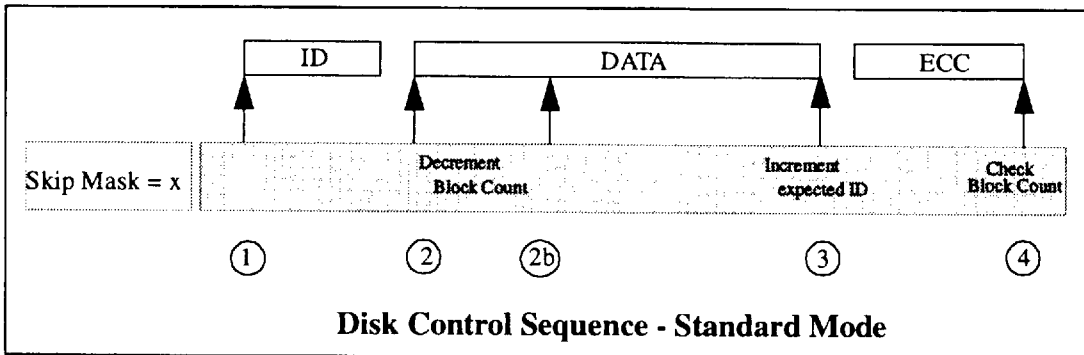 ID DATA ECC
Skip Mask = x
Decrement
Block Count
Increment
expected ID
Check
Block Count
1 2 2b 3 4
Disk Control Sequence - Standard Mode